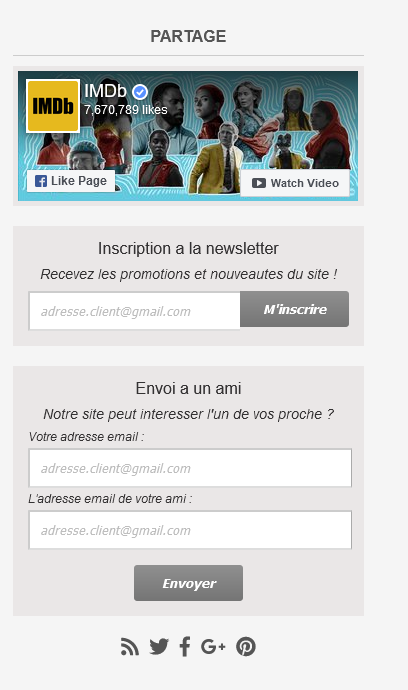 PARTAGE
IMDb
IMDb
7,670,789 likes
Like Page
Watch Video
Inscription a la newsletter
Recevez les promotions et nouveautes du site !
adresse.client@gmail.com
M'inscrire
Envoi a un ami
Notre site peut interesser l'un de vos proche ?
Votre adresse email :
adresse.client@gmail.com
L'adresse email de votre ami :
adresse.client@gmail.com
Envoyer
G+